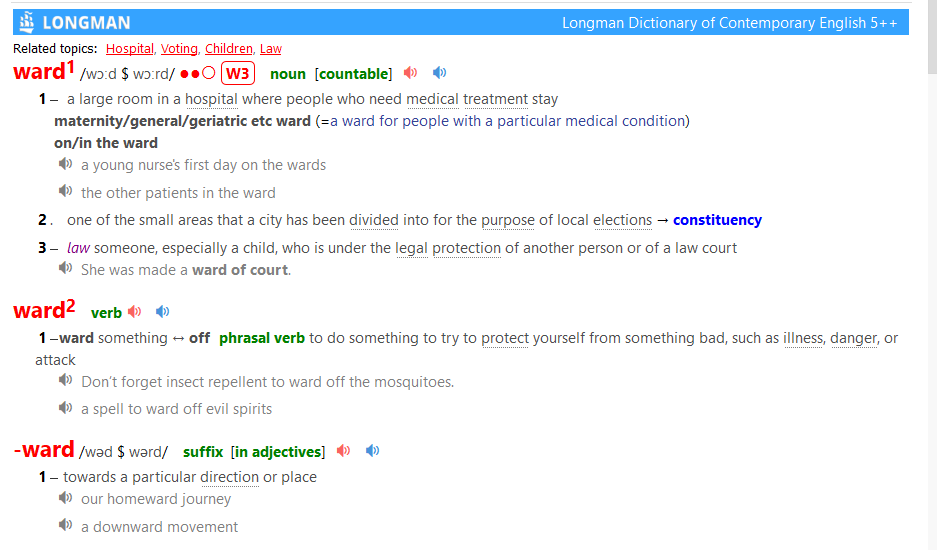 LONGMAN Longman Dictionary of Contemporary English 5++
Related topics: Hospital, Voting, Children, Law
ward1 /wɔːd $ wɔːrd/ ●●○ W3 noun [countable]
1 – a large room in a hospital where people who need medical treatment stay
maternity/general/geriatric etc ward (=a ward for people with a particular medical condition)
on/in the ward
a young nurse's first day on the wards
the other patients in the ward
2 . one of the small areas that a city has been divided into for the purpose of local elections → constituency
3 – law someone, especially a child, who is under the legal protection of another person or of a law court
She was made a ward of court.
ward2 verb
1 –ward something ↔ off phrasal verb to do something to try to protect yourself from something bad, such as illness, danger, or
attack
Don't forget insect repellent to ward off the mosquitoes.
a spell to ward off evil spirits
-ward /wəd $ wərd/ suffix [in adjectives]
1 – towards a particular direction or place
our homeward journey
a downward movement